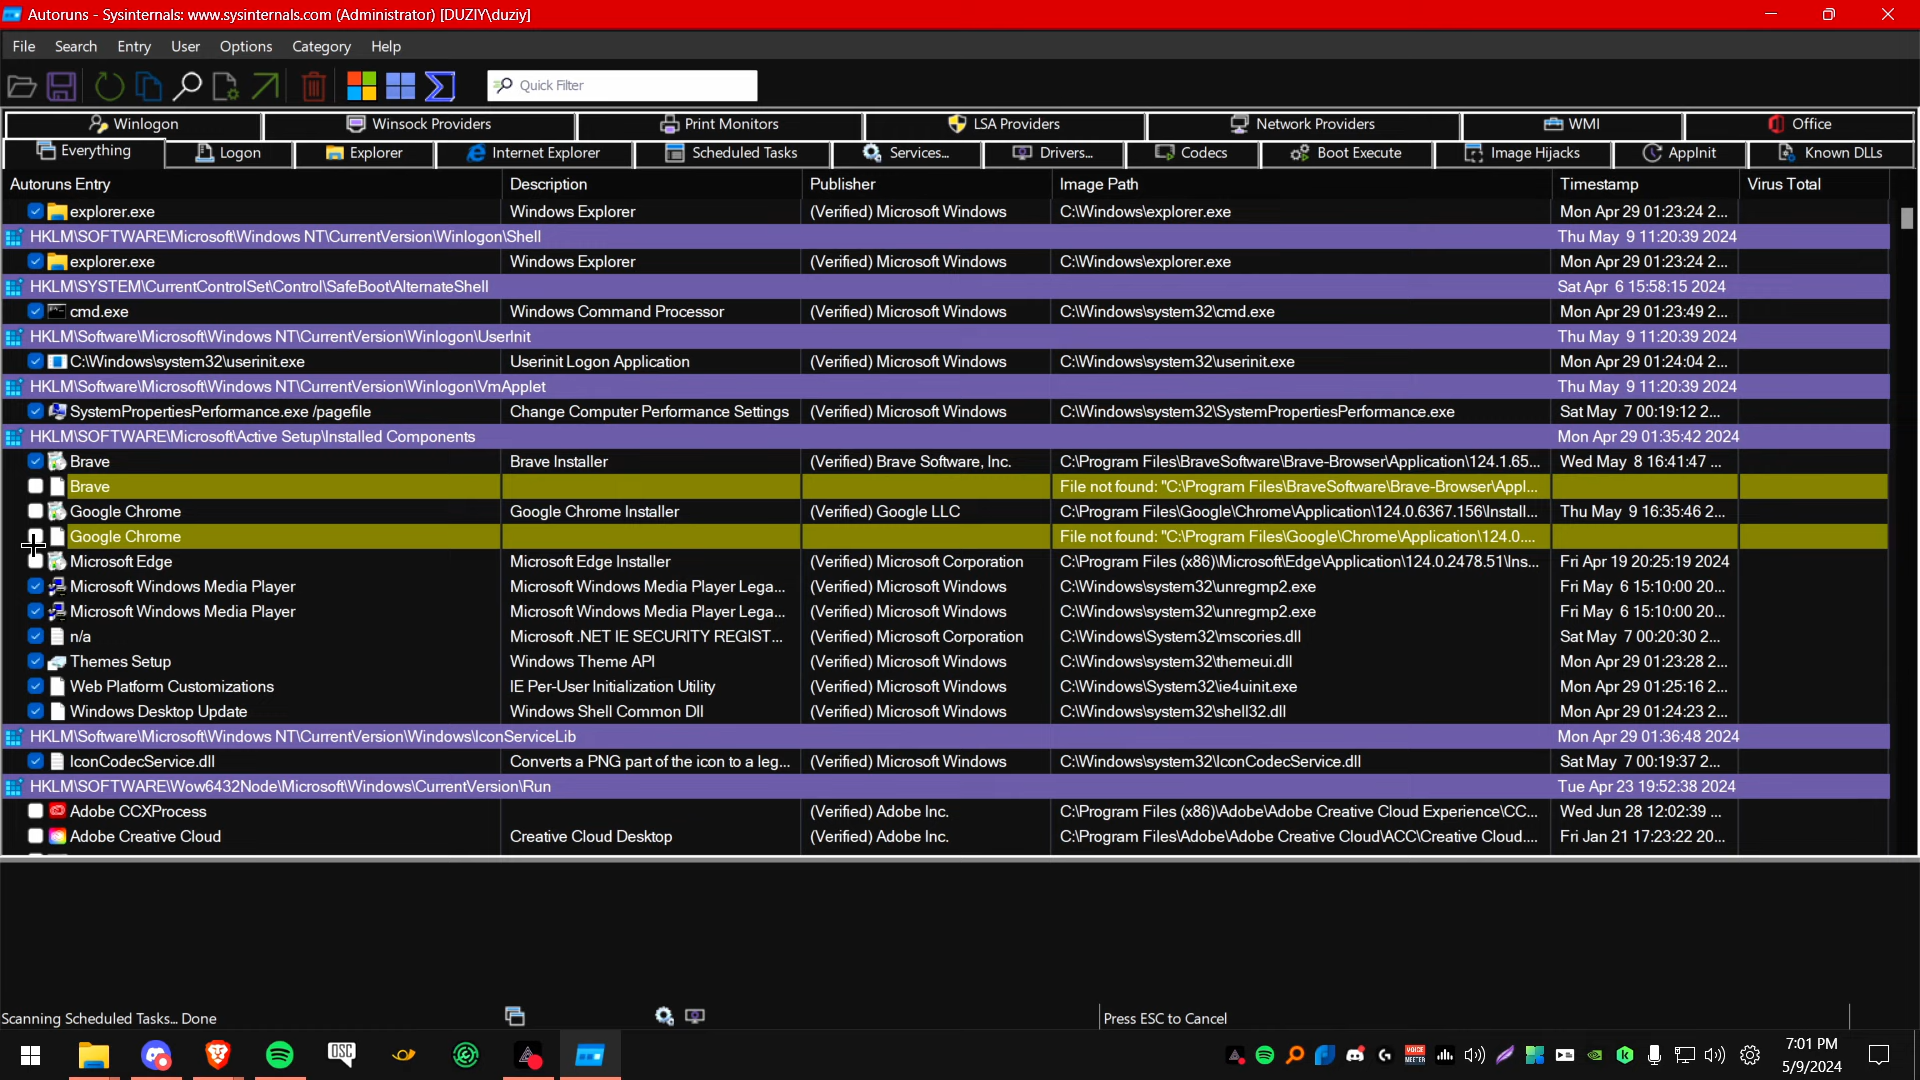 Autoruns - Sysinternals: www.sysinternals.com (Administrator) [DUZIY\duziy]
File Search Entry User Options Category Help
Quick Filter
Winlogon Winsock Providers Print Monitors LSA Providers Network Providers WMI Office
Everything Logon Explorer Internet Explorer Scheduled Tasks Services... Drivers... Codecs Boot Execute Image Hijacks AppInit Known DLLs
Autoruns Entry Description Publisher Image Path Timestamp Virus Total
explorer.exe Windows Explorer (Verified) Microsoft Windows C:\Windows\explorer.exe Mon Apr 29 01:23:24 2...
HKLM\SOFTWARE\Microsoft\Windows NT\CurrentVersion\Winlogon\Shell Thu May 9 11:20:39 2024
explorer.exe Windows Explorer (Verified) Microsoft Windows C:\Windows\explorer.exe Mon Apr 29 01:23:24 2...
HKLM\SYSTEM\CurrentControlSet\Control\SafeBoot\AlternateShell Sat Apr 6 15:58:15 2024
cmd.exe Windows Command Processor (Verified) Microsoft Windows C:\Windows\system32\cmd.exe Mon Apr 29 01:23:49 2...
HKLM\Software\Microsoft\Windows NT\CurrentVersion\Winlogon\UserInit Thu May 9 11:20:39 2024
C:\Windows\system32\userinit.exe Userinit Logon Application (Verified) Microsoft Windows C:\Windows\system32\userinit.exe Mon Apr 29 01:24:04 2...
HKLM\Software\Microsoft\Windows NT\CurrentVersion\Winlogon\VmApplet Thu May 9 11:20:39 2024
SystemPropertiesPerformance.exe /pagefile Change Computer Performance Settings (Verified) Microsoft Windows C:\Windows\system32\SystemPropertiesPerformance.exe Sat May 7 00:19:12 2...
HKLM\SOFTWARE\Microsoft\Active Setup\Installed Components Mon Apr 29 01:35:42 2024
Brave Brave Installer (Verified) Brave Software, Inc. C:\Program Files\BraveSoftware\Brave-Browser\Application\124.1.65... Wed May 8 16:41:47 ...
Brave File not found: "C:\Program Files\BraveSoftware\Brave-Browser\Appl...
Google Chrome Google Chrome Installer (Verified) Google LLC C:\Program Files\Google\Chrome\Application\124.0.6367.156\Install... Thu May 9 16:35:46 2...
Google Chrome File not found: "C:\Program Files\Google\Chrome\Application\124.0....
Microsoft Edge Microsoft Edge Installer (Verified) Microsoft Corporation C:\Program Files (x86)\Microsoft\Edge\Application\124.0.2478.51\Ins... Fri Apr 19 20:25:19 2024
Microsoft Windows Media Player Microsoft Windows Media Player Lega... (Verified) Microsoft Windows C:\Windows\system32\unregmp2.exe Fri May 6 15:10:00 20...
Microsoft Windows Media Player Microsoft Windows Media Player Lega... (Verified) Microsoft Windows C:\Windows\system32\unregmp2.exe Fri May 6 15:10:00 20...
n/a Microsoft .NET IE SECURITY REGIST... (Verified) Microsoft Corporation C:\Windows\System32\mscories.dll Sat May 7 00:20:30 2...
Themes Setup Windows Theme API (Verified) Microsoft Windows C:\Windows\system32\themeui.dll Mon Apr 29 01:23:28 2...
Web Platform Customizations IE Per-User Initialization Utility (Verified) Microsoft Windows C:\Windows\System32\ie4uinit.exe Mon Apr 29 01:25:16 2...
Windows Desktop Update Windows Shell Common Dll (Verified) Microsoft Windows C:\Windows\system32\shell32.dll Mon Apr 29 01:24:23 2...
HKLM\Software\Microsoft\Windows NT\CurrentVersion\Windows\IconServiceLib Mon Apr 29 01:36:48 2024
IconCodecService.dll Converts a PNG part of the icon to a leg... (Verified) Microsoft Windows C:\Windows\system32\IconCodecService.dll Sat May 7 00:19:37 2...
HKLM\SOFTWARE\Wow6432Node\Microsoft\Windows\CurrentVersion\Run Tue Apr 23 19:52:38 2024
Adobe CCXProcess (Verified) Adobe Inc. C:\Program Files (x86)\Adobe\Adobe Creative Cloud Experience\CC... Wed Jun 28 12:02:39 ...
Adobe Creative Cloud Creative Cloud Desktop (Verified) Adobe Inc. C:\Program Files\Adobe\Adobe Creative Cloud\ACC\Creative Cloud.... Fri Jan 21 17:23:22 20...
Scanning Scheduled Tasks... Done Press ESC to Cancel
OSC
VOICE MEETER
7:01 PM
5/9/2024